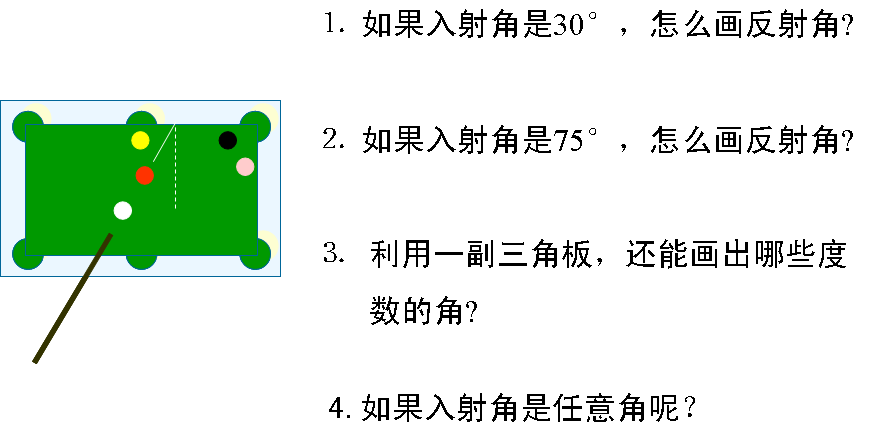 1. 如果入射角是30°，怎么画反射角?
2. 如果入射角是75°，怎么画反射角?
3. 利用一副三角板，还能画出哪些度
数的角?
4. 如果入射角是任意角呢？